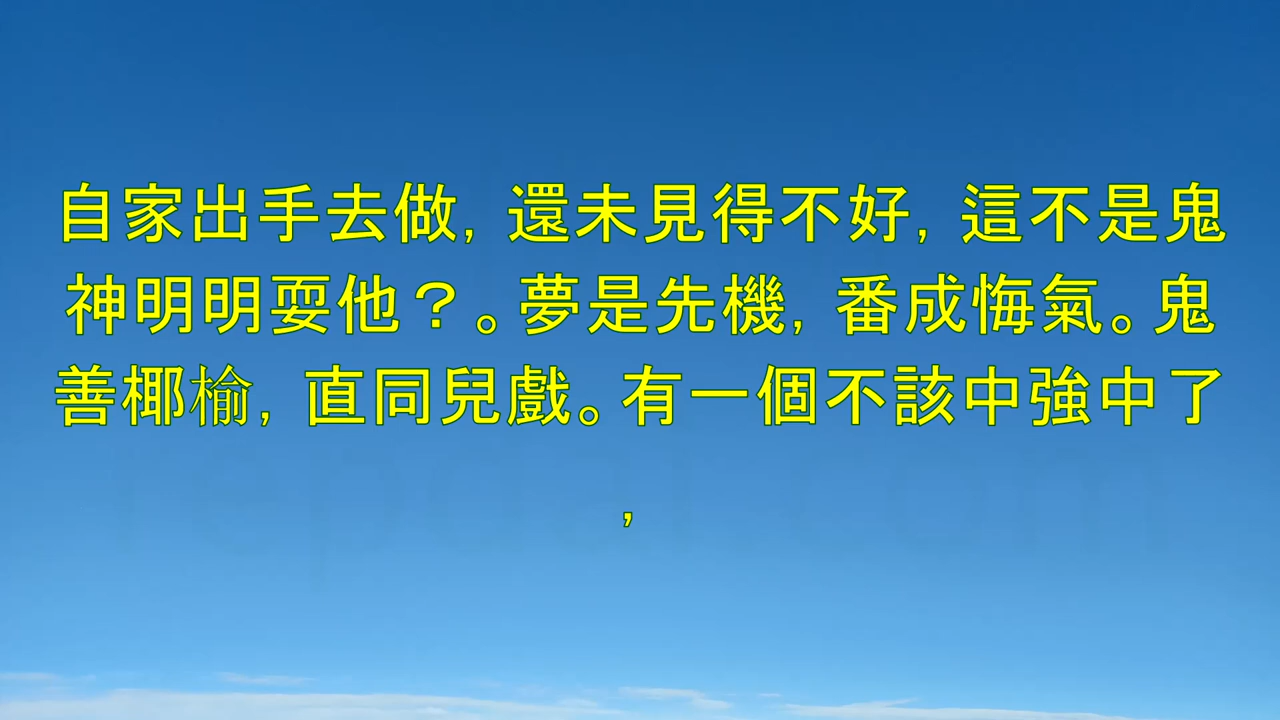 自家出手去做, 還未見得不好, 這不是鬼
神明明耍他？。夢是先機, 番成悔氣。鬼
善椰榆, 直同兒戲。有一個不該中強中了
,